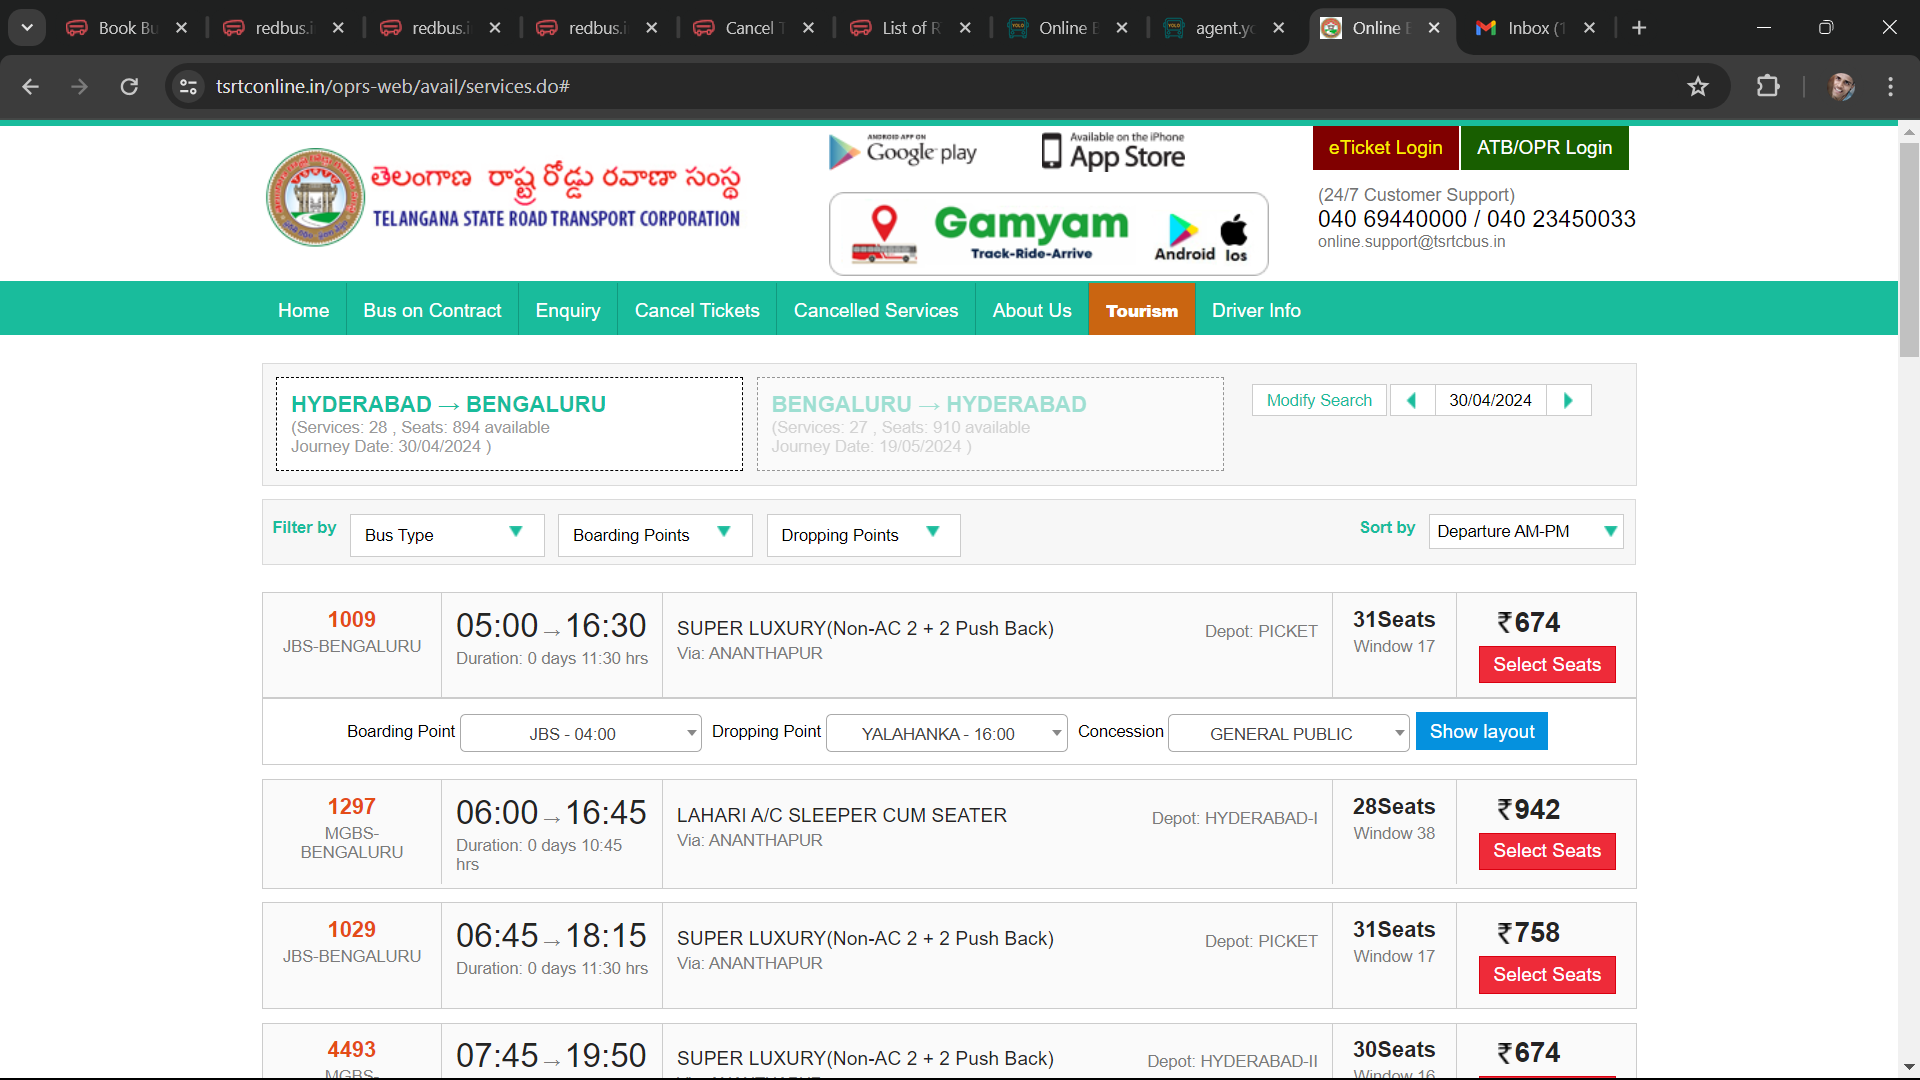 Book Bu
redbus.i
redbus.i
redbus.i
Cancel T
List of R
Online B
agent.yo
Online B
Inbox (1
tsrtconline.in/oprs-web/avail/services.do#
తెలంగాణ రాష్ట్ర రోడ్డు రవాణా సంస్థ
TELANGANA STATE ROAD TRANSPORT CORPORATION
ANDROID APP ON
Google play
Available on the iPhone
App Store
eTicket Login
ATB/OPR Login
(24/7 Customer Support)
040 69440000 / 040 23450033
online.support@tsrtcbus.in
Gamyam
Track-Ride-Arrive
Android
Ios
Home
Bus on Contract
Enquiry
Cancel Tickets
Cancelled Services
About Us
Tourism
Driver Info
HYDERABAD → BENGALURU
(Services: 28 , Seats: 894 available
Journey Date: 30/04/2024 )
BENGALURU → HYDERABAD
(Services: 27 , Seats: 910 available
Journey Date: 19/05/2024 )
Modify Search
30/04/2024
Filter by
Bus Type
Boarding Points
Dropping Points
Sort by
Departure AM-PM
1009
JBS-BENGALURU
05:00 → 16:30
Duration: 0 days 11:30 hrs
SUPER LUXURY(Non-AC 2 + 2 Push Back)
Via: ANANTHAPUR
Depot: PICKET
31Seats
Window 17
₹674
Select Seats
Boarding Point
JBS - 04:00
Dropping Point
YALAHANKA - 16:00
Concession
GENERAL PUBLIC
Show layout
1297
MGBS-
BENGALURU
06:00 → 16:45
Duration: 0 days 10:45
hrs
LAHARI A/C SLEEPER CUM SEATER
Via: ANANTHAPUR
Depot: HYDERABAD-I
28Seats
Window 38
₹942
Select Seats
1029
JBS-BENGALURU
06:45 → 18:15
Duration: 0 days 11:30 hrs
SUPER LUXURY(Non-AC 2 + 2 Push Back)
Via: ANANTHAPUR
Depot: PICKET
31Seats
Window 17
₹758
Select Seats
4493
MGBS-
07:45 → 19:50
SUPER LUXURY(Non-AC 2 + 2 Push Back)
Depot: HYDERABAD-II
30Seats
Window 16
₹674